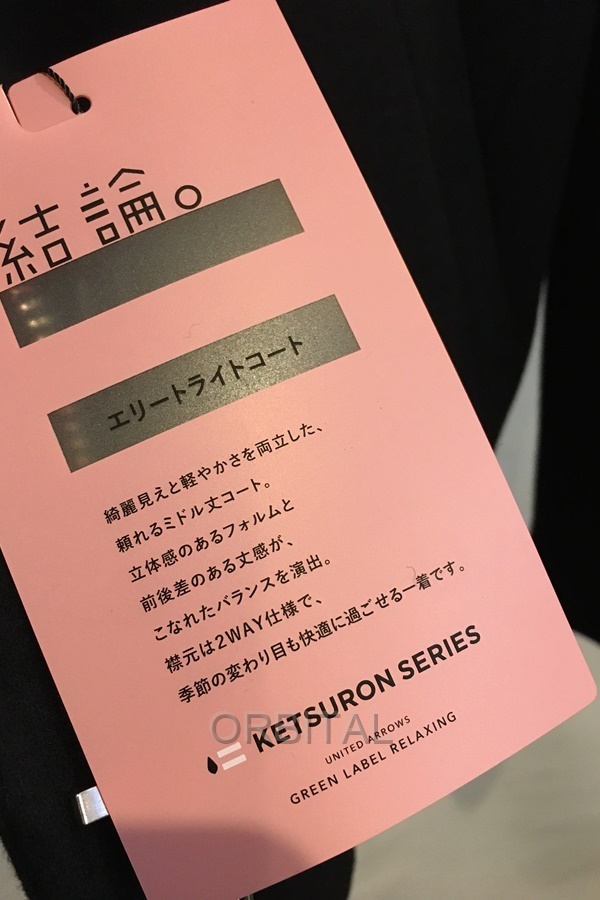 結論。
エリートライトコート
綺麗見えと軽やかさを両立した、
頼れるミドル丈コート。
立体感のあるフォルムと
前後差のある丈感が、
こなれたバランスを演出。
襟元は2WAY仕様で、
季節の変わり目も快適に過ごせる一着です。
KETSURON SERIES
ORBITAL
UNITED ARROWS
GREEN LABEL RELAXING